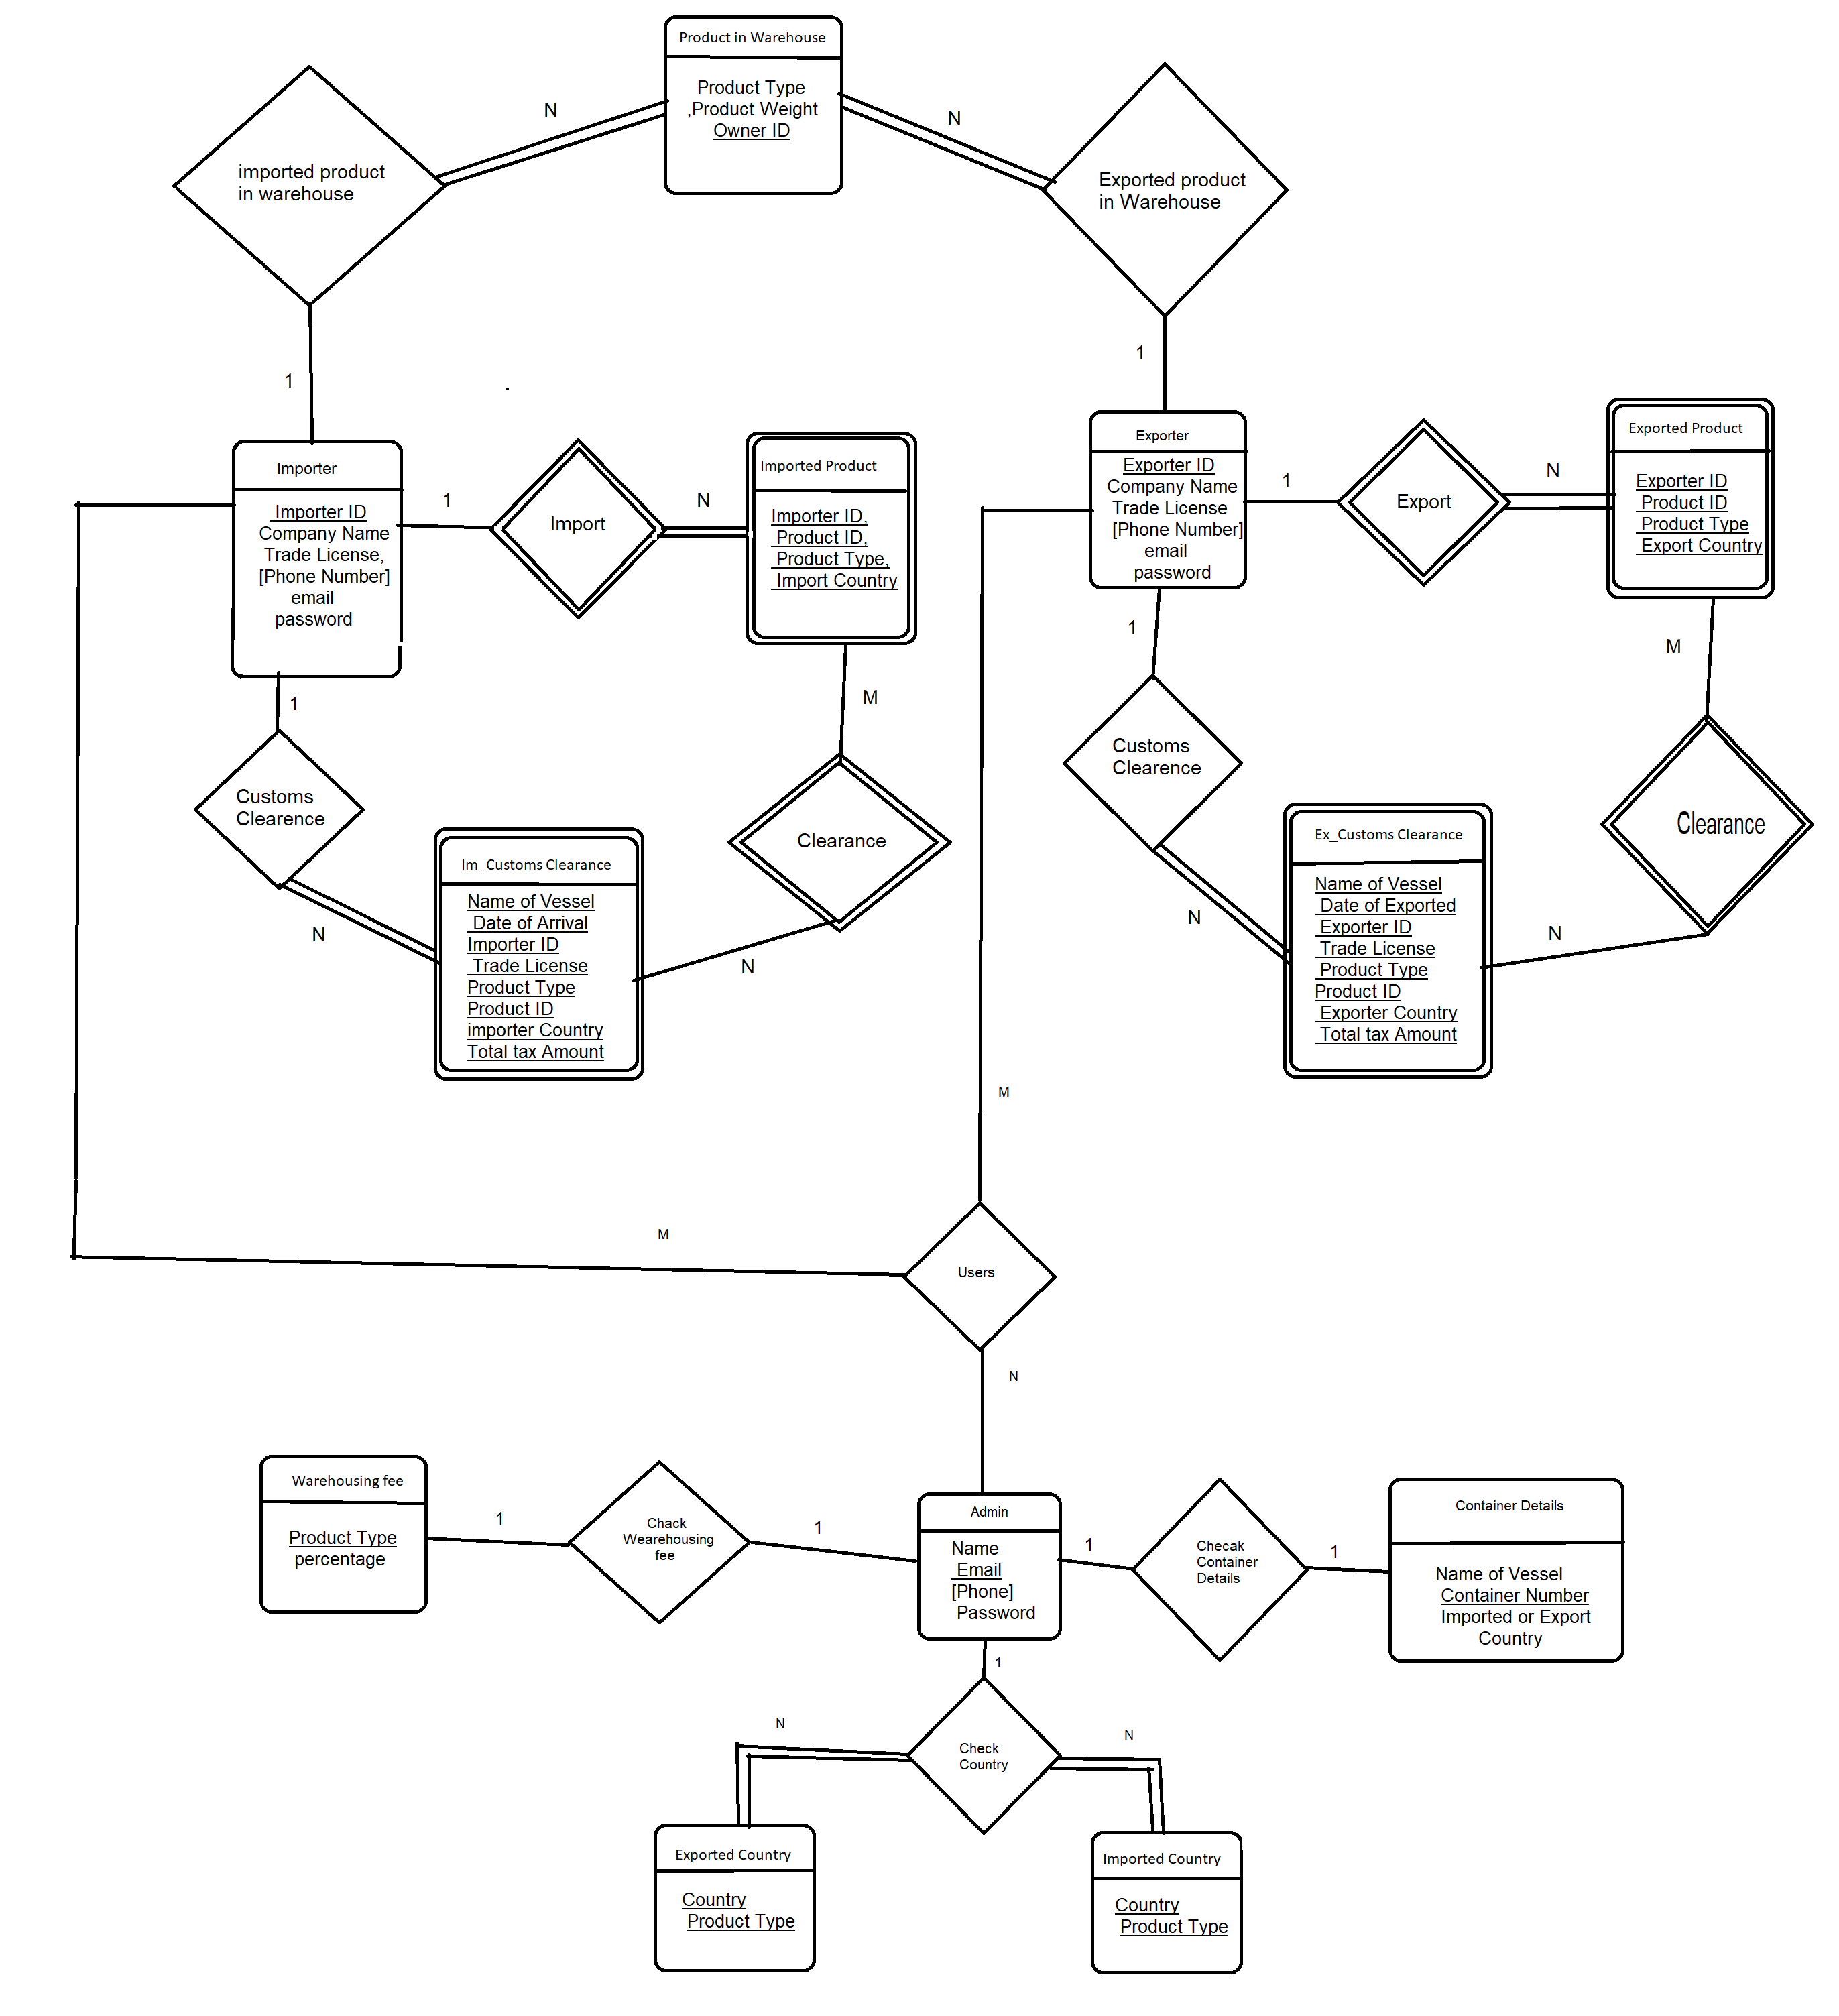 Product in Warehouse
Product Type
,Product Weight
Owner ID
N
N
imported product
in warehouse
Exported product
in Warehouse
1
1
-
Importer
Importer ID
Company Name
Trade License,
[Phone Number]
email
password
1
Import
N
Imported Product
Importer ID,
Product ID,
Product Type,
Import Country
Exporter
Exporter ID
Company Name
Trade License
[Phone Number]
email
password
1
Export
N
Exported Product
Exporter ID
Product ID
Product Type
Export Country
1
M
1
M
Customs
Clearence
Clearance
Customs
Clearence
Clearance
N
Im_Customs Clearance
Name of Vessel
Date of Arrival
Importer ID
Trade License
Product Type
Product ID
importer Country
Total tax Amount
N
N
Ex_Customs Clearance
Name of Vessel
Date of Exported
Exporter ID
Trade License
Product Type
Product ID
Exporter Country
Total tax Amount
N
M
M
Users
N
Warehousing fee
Product Type
percentage
1
Chack
Wearehousing
fee
1
Admin
Name
Email
[Phone]
Password
1
Checak
Container
Details
1
Container Details
Name of Vessel
Container Number
Imported or Export
Country
1
N
Check
Country
N
Exported Country
Country
Product Type
Imported Country
Country
Product Type